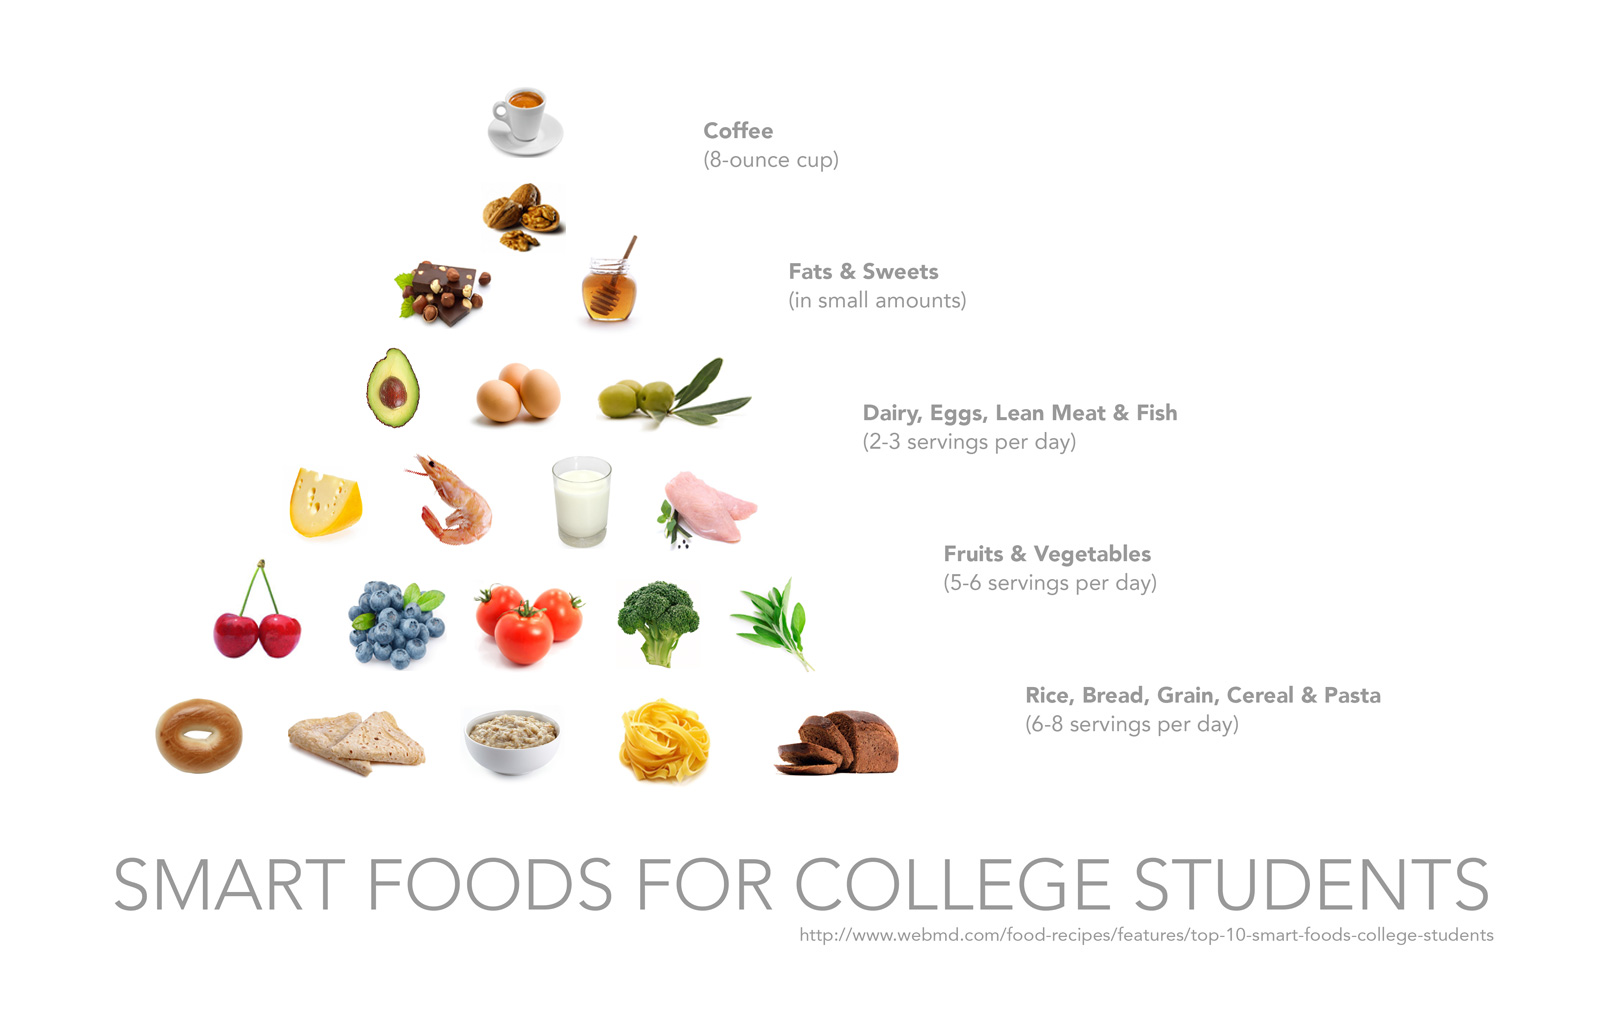 Coffee
(8-ounce cup)
Fats & Sweets
(in small amounts)
Dairy, Eggs, Lean Meat & Fish
(2-3 servings per day)
Fruits & Vegetables
(5-6 servings per day)
Rice, Bread, Grain, Cereal & Pasta
(6-8 servings per day)
SMART FOODS FOR COLLEGE STUDENTS
http://www.webmd.com/food-recipes/features/top-10-smart-foods-college-students